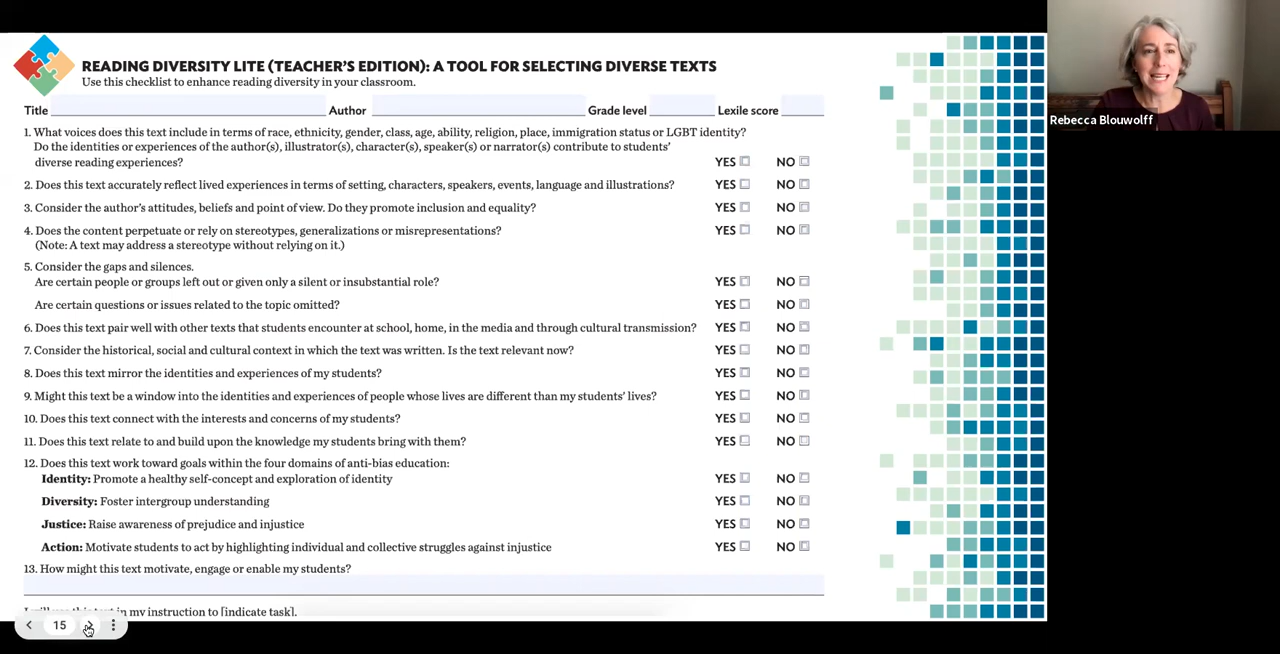 READING DIVERSITY LITE (TEACHER'S EDITION): A TOOL FOR SELECTING DIVERSE TEXTS
Use this checklist to enhance reading diversity in your classroom.
Title Author Grade level Lexile score
1. What voices does this text include in terms of race, ethnicity, gender, class, age, ability, religion, place, immigration status or LGBT identity?
Do the identities or experiences of the author(s), illustrator(s), character(s), speaker(s) or narrator(s) contribute to students'
diverse reading experiences? YES NO
2. Does this text accurately reflect lived experiences in terms of setting, characters, speakers, events, language and illustrations? YES NO
3. Consider the author's attitudes, beliefs and point of view. Do they promote inclusion and equality? YES NO
4. Does the content perpetuate or rely on stereotypes, generalizations or misrepresentations? YES NO
(Note: A text may address a stereotype without relying on it.)
5. Consider the gaps and silences.
Are certain people or groups left out or given only a silent or insubstantial role? YES NO
Are certain questions or issues related to the topic omitted? YES NO
6. Does this text pair well with other texts that students encounter at school, home, in the media and through cultural transmission? YES NO
7. Consider the historical, social and cultural context in which the text was written. Is the text relevant now? YES NO
8. Does this text mirror the identities and experiences of my students? YES NO
9. Might this text be a window into the identities and experiences of people whose lives are different than my students' lives? YES NO
10. Does this text connect with the interests and concerns of my students? YES NO
11. Does this text relate to and build upon the knowledge my students bring with them? YES NO
12. Does this text work toward goals within the four domains of anti-bias education:
Identity: Promote a healthy self-concept and exploration of identity YES NO
Diversity: Foster intergroup understanding YES NO
Justice: Raise awareness of prejudice and injustice YES NO
Action: Motivate students to act by highlighting individual and collective struggles against injustice YES NO
13. How might this text motivate, engage or enable my students?
I will use this text in my instruction to [indicate task].
15
Rebecca Blouwolff